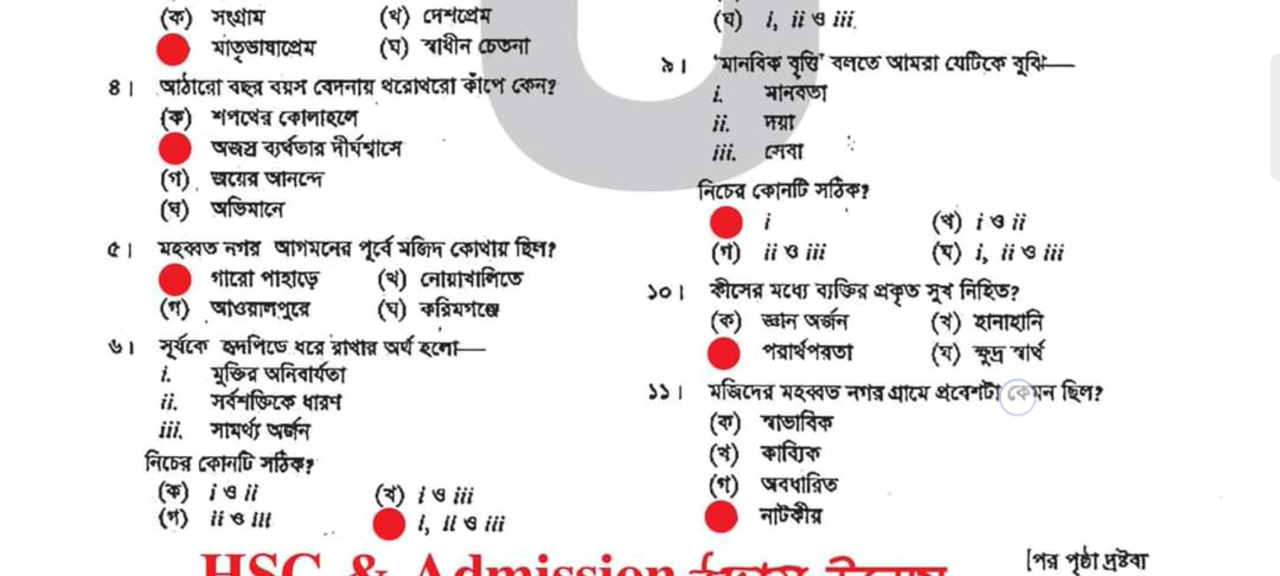 (ক) সংগ্রাম (খ) দেশপ্রেম
মাতৃভাষাপ্রেম (ঘ) স্বাধীন চেতনা
৪। আঠারো বছর বয়স বেদনায় থরোথরো কাঁপে কেন?
(ক) শপথের কোলাহলে
অজস্র ব্যর্থতার দীর্ঘশ্বাসে
(গ) জয়ের আনন্দে
(ঘ) অভিমানে
৫। মহব্বত নগর আগমনের পূর্বে মজিদ কোথায় ছিল?
গারো পাহাড়ে (খ) নোয়াখালিতে
(গ) আওয়ালপুরে (ঘ) করিমগঞ্জে
৬। সূর্যকে হৃদপিন্ডে ধরে রাখার অর্থ হলো—
i. মুক্তির অনিবার্যতা
ii. সর্বশক্তিকে ধারণ
iii. সামর্থ্য অর্জন
নিচের কোনটি সঠিক?
(ক) i ও ii (খ) i ও iii
(গ) ii ও iii i, ii ও iii
(ঘ) i, ii ও iii
৯। 'মানবিক বৃত্তি' বলতে আমরা যেটিকে বুঝি—
i. মানবতা
ii. দয়া
iii. সেবা
নিচের কোনটি সঠিক?
i (খ) i ও ii
(গ) ii ও iii (ঘ) i, ii ও iii
১০। কীসের মধ্যে ব্যক্তির প্রকৃত সুখ নিহিত?
(ক) জ্ঞান অর্জন (খ) হানাহানি
পরার্থপরতা (ঘ) ক্ষুদ্র স্বার্থ
১১। মজিদের মহব্বত নগর গ্রামে প্রবেশটা কেমন ছিল?
(ক) স্বাভাবিক
(খ) কাব্যিক
(গ) অবধারিত
নাটকীয়
[পর পৃষ্ঠা দ্রষ্টব্য
HSC & Admission